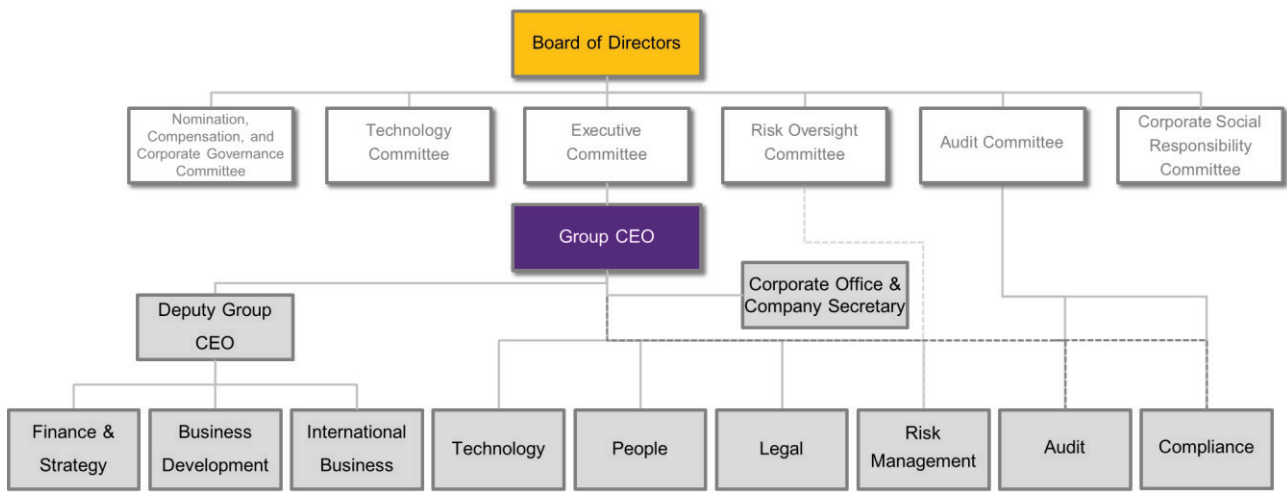 Board of Directors
Nomination,
Compensation, and
Corporate Governance
Committee
Technology
Committee
Executive
Committee
Risk Oversight
Committee
Audit Committee
Corporate Social
Responsibility
Committee
Group CEO
Corporate Office &
Company Secretary
Deputy Group
CEO
Finance &
Strategy
Business
Development
International
Business
Technology
People
Legal
Risk
Management
Audit
Compliance